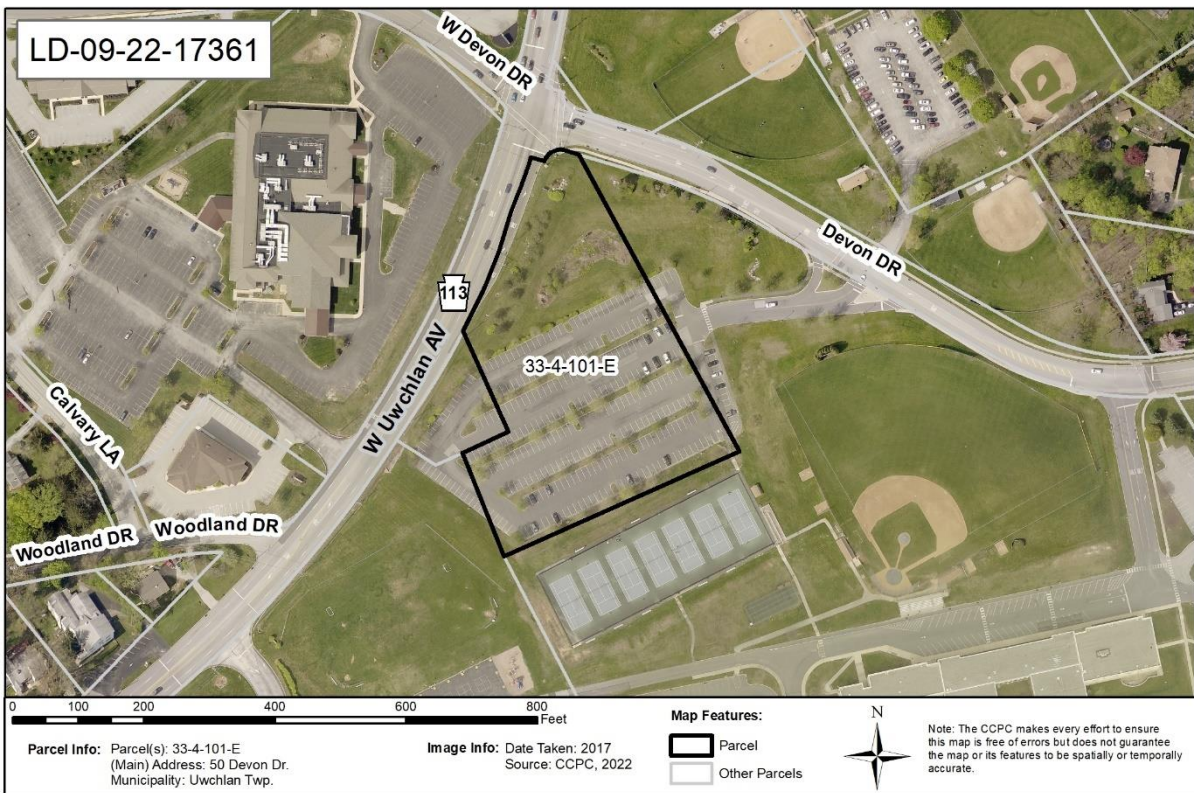 LD-09-22-17361
W Devon DR
Devon DR
113
33-4-101-E
W Uwchlan AV
Calvary LA
Woodland DR
Woodland DR
0 100 200 400 600 800
Feet
Parcel Info: Parcel(s): 33-4-101-E
(Main) Address: 50 Devon Dr.
Municipality: Uwchlan Twp.
Image Info: Date Taken: 2017
Source: CCPC, 2022
Map Features:
Parcel
Other Parcels
N
Note: The CCPC makes every effort to ensure
this map is free of errors but does not guarantee
the map or its features to be spatially or temporally
accurate.